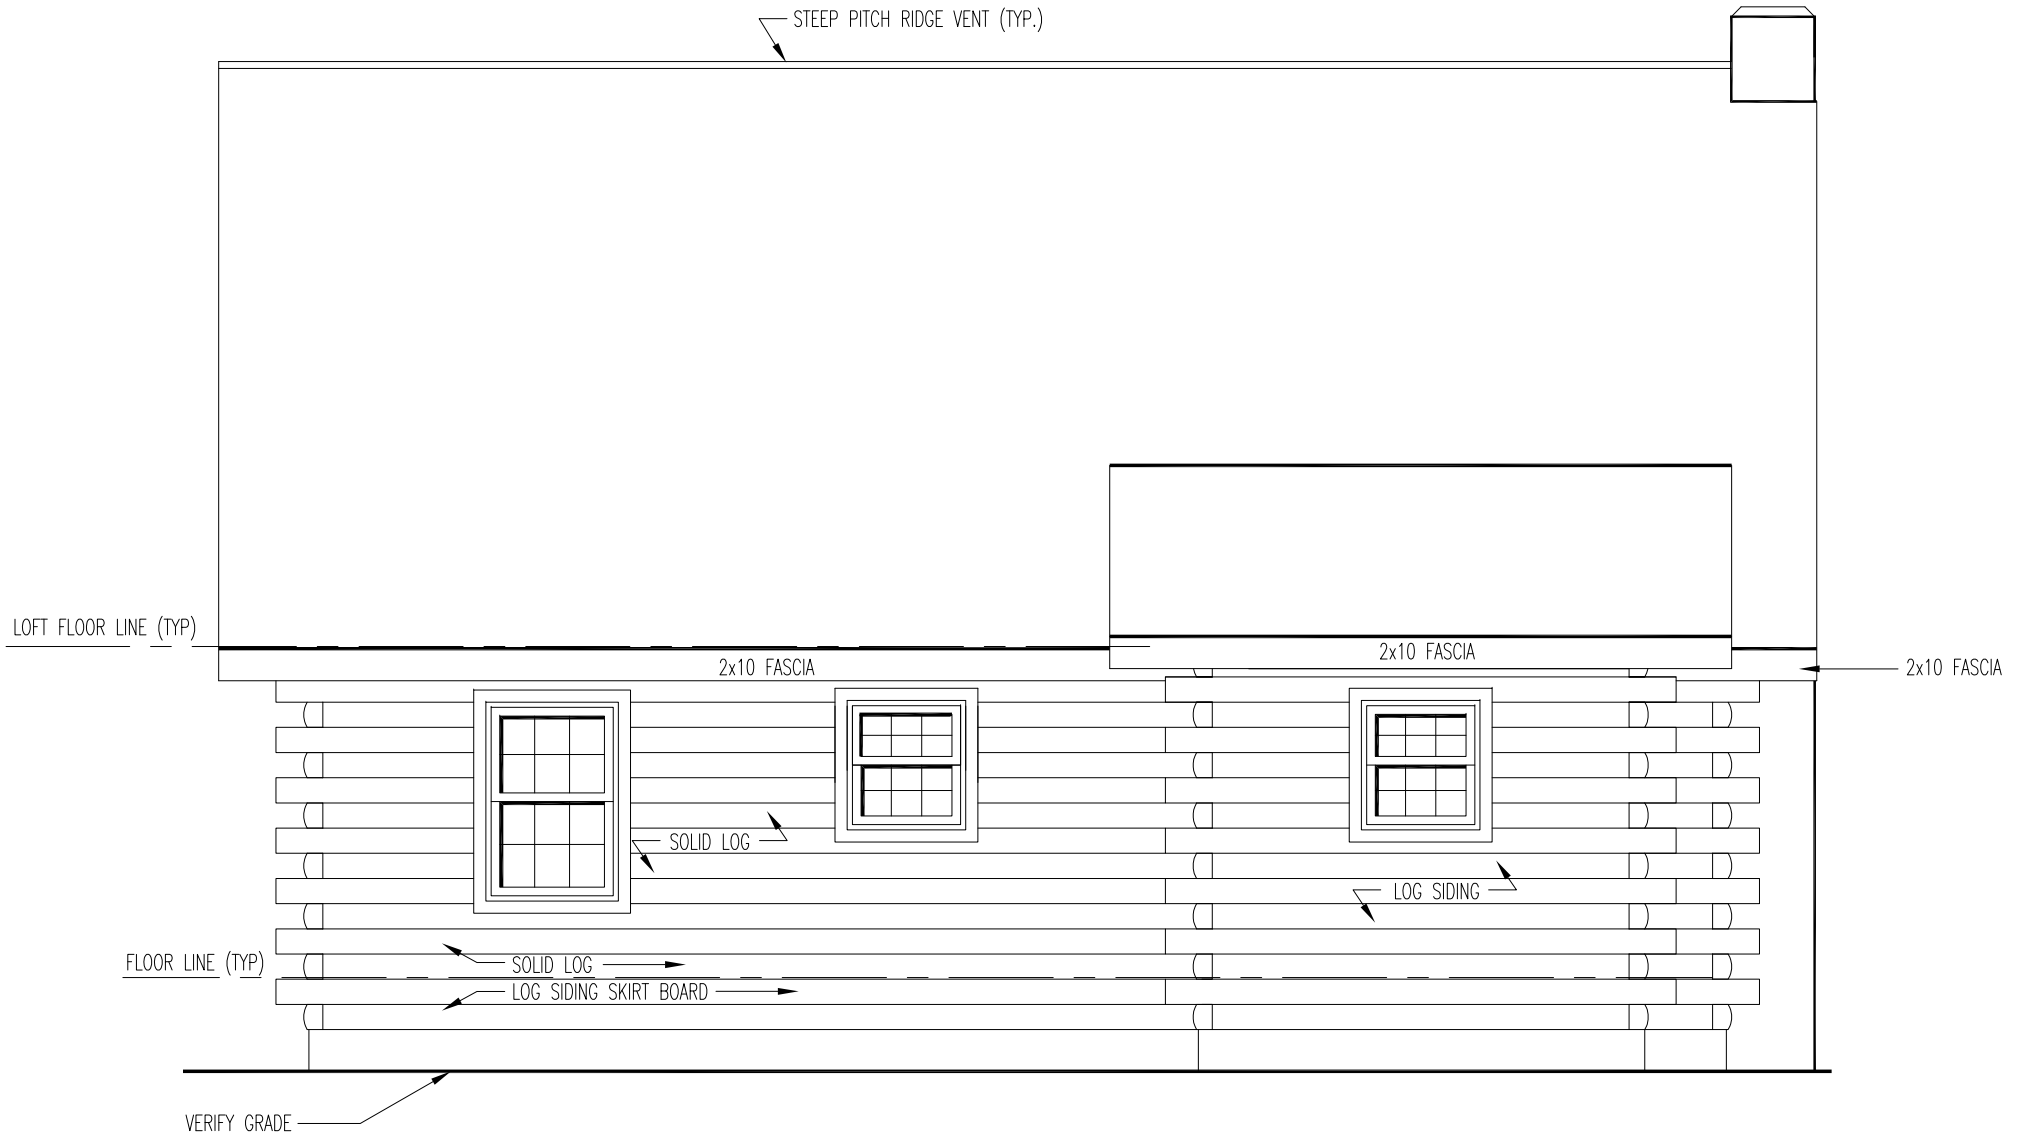 STEEP PITCH RIDGE VENT (TYP.)
LOFT FLOOR LINE (TYP)
2x10 FASCIA
2x10 FASCIA
2x10 FASCIA
SOLID LOG
LOG SIDING
FLOOR LINE (TYP)
SOLID LOG
LOG SIDING SKIRT BOARD
VERIFY GRADE